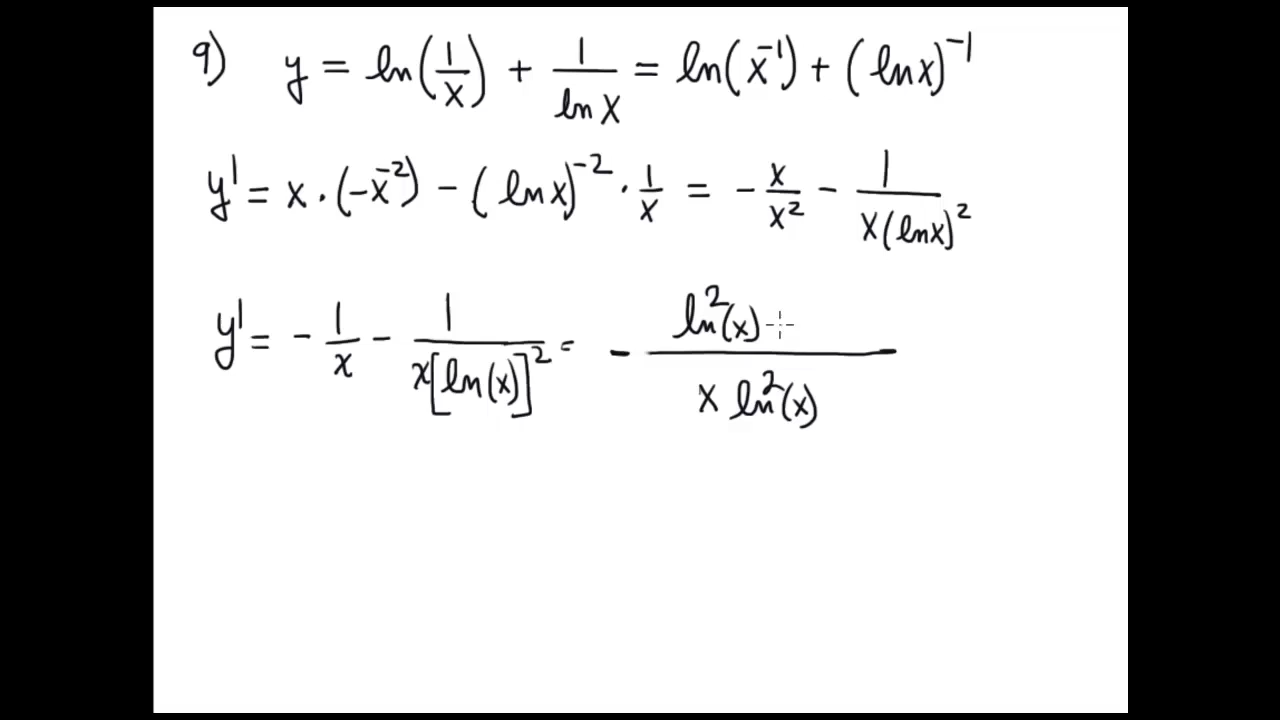 9) y = ln(1/x) + 1/ln x = ln(x⁻¹) + (ln x)⁻¹
y' = x · (-x⁻²) - (ln x)⁻² · 1/x = - x/x² - 1/x(ln x)²
y' = - 1/x - 1/x[ln(x)]² = - ln²(x)/x ln²(x)